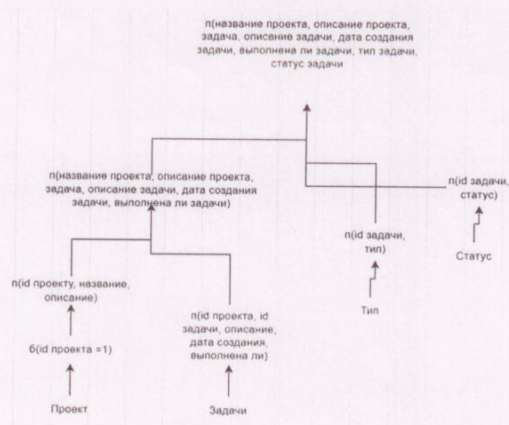 п(название проекта, описание проекта,
задача, описание задачи, дата создания
задачи, выполнена ли задачи, тип задачи,
статус задачи
п(название проекта, описание проекта,
задача, описание задачи, дата создания
задачи, выполнена ли задачи)
п(id задачи,
статус)
п(id задачи,
тип)
Статус
п(id проекту, название,
описание)
п(id проекта, id
задачи, описание,
дата создания,
выполнена ли)
Тип
б(id проекта =1)
Проект
Задачи